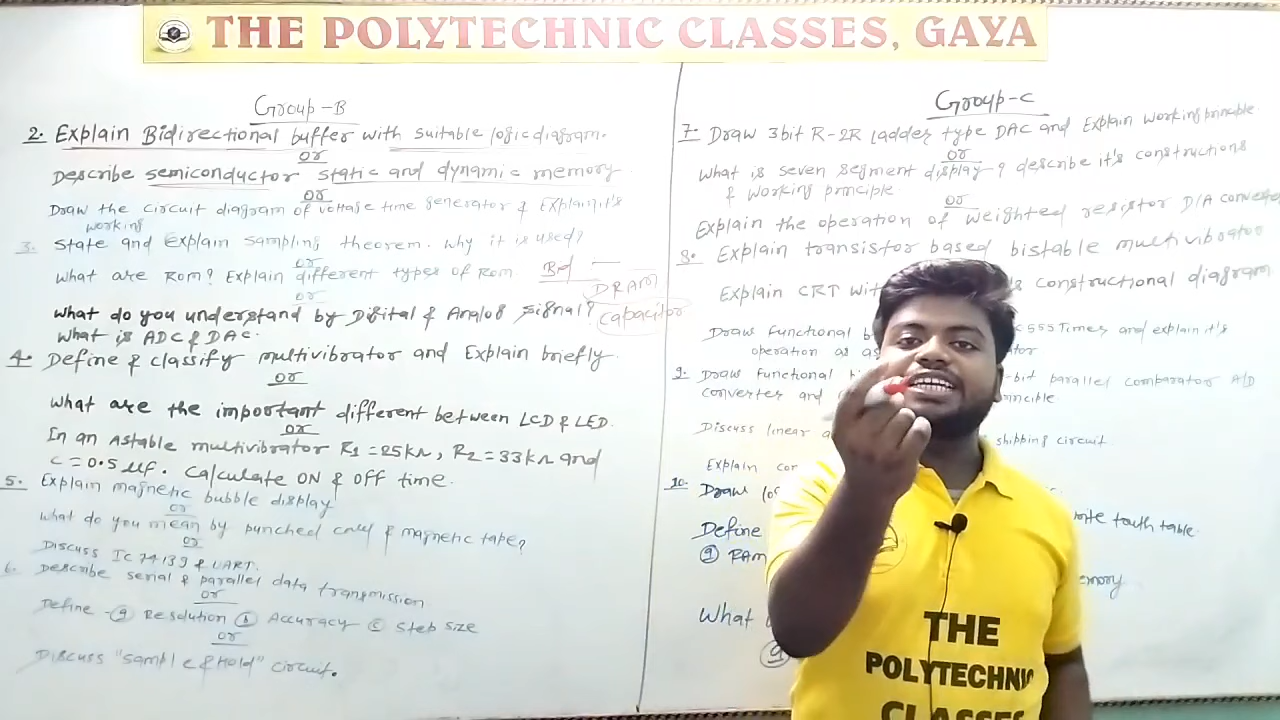 THE POLYTECHNIC CLASSES, GAYA
Group-B
2. Explain Bidirectional buffer with suitable logic diagram.
or
Describe semiconductor static and dynamic memory.
or
Draw the circuit diagram of voltage time generator & Explain it's
working
3. State and Explain sampling theorem. Why it is used?
or
What are Rom? Explain different types of Rom
or
What do you understand by Digital & Analog signal?
What is ADC & DAC.
Bid
DRAM
Capacitor
4. Define & classify multivibrator and Explain briefly.
or
What are the important different between LCD & LED.
or
In an Astable multivibrator R1 = 25kΩ, R2 = 33kΩ and
C = 0.5 μf. Calculate ON & OFF time.
5. Explain magnetic bubble display
or
What do you mean by punched card & magnetic tape?
or
Discuss IC 74139 & UART.
6. Describe serial & parallel data transmission
or
Define - (a) Resolution (b) Accuracy (c) Step size
or
Discuss "Sample & Hold" circuit.
Group-C
7. Draw 3bit R-2R Ladder type DAC and Explain working principle.
or
What is seven segment display? describe it's constructions
& working principle.
or
Explain the operation of weighted resistor D/A converter
8. Explain transistor based bistable multivibrator
Explain CRT constructional diagram
Draw functional 555 Times and explain it's
operation as
9. Draw functional -bit parallel comparator A/D
converter and
Discuss linear shipping circuit.
Explain
10. Draw truth table.
Define
(a) RAM
What
(a)
THE
POLYTECHNIC
CLASSES